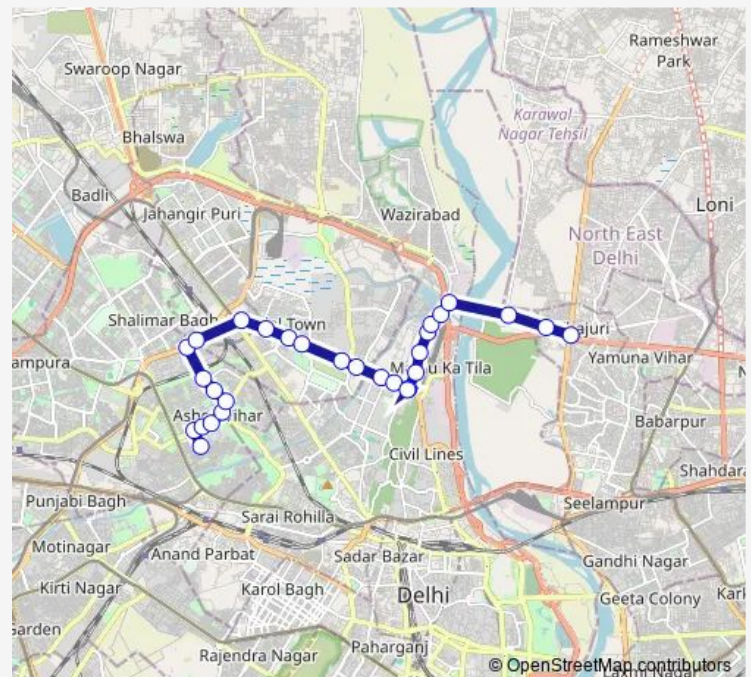 Rameshwar
Park
Swaroop Nagar
Karawal
Nagar Tehsil
Bhalswa
Badli
Loni
Jahangir Puri
Wazirabad
North East
Delhi
Shalimar Bagh
Town
ampura
Yamuna Vihar
Ka Tila
Babarpur
Civil Lines
Shahdara
Punjabi Bagh
Seelampur
Sarai Rohilla
Motinagar
Anand Parbat
Sadar Bazar
Gandhi Nagar
Kirti Nagar
Karol Bagh
Delhi
Geeta Colony
Kark
Garden
Rajendra Nagar
Paharganj
© OpenStreetMap contributors